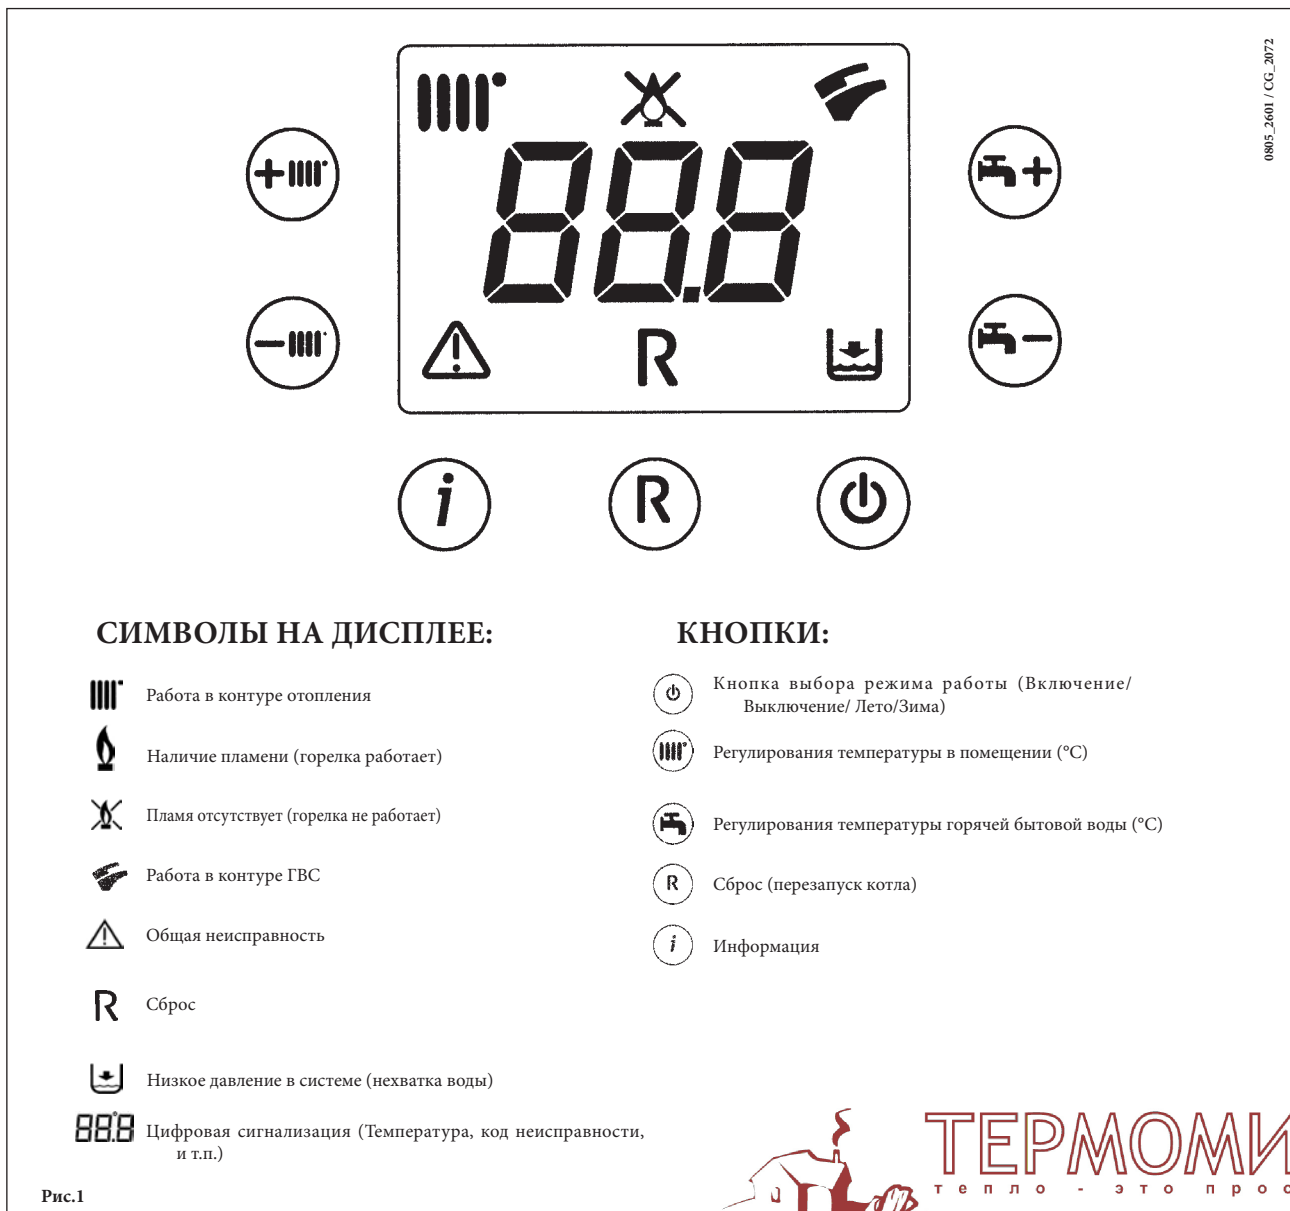 0805_2601 / CG_2072
88.8
R
i
R
СИМВОЛЫ НА ДИСПЛЕЕ:
Работа в контуре отопления
Наличие пламени (горелка работает)
Пламя отсутствует (горелка не работает)
Работа в контуре ГВС
Общая неисправность
R
Сброс
Низкое давление в системе (нехватка воды)
88.8
Цифровая сигнализация (Температура, код неисправности,
и т.п.)
КНОПКИ:
Кнопка выбора режима работы (Включение/
Выключение/ Лето/Зима)
Регулирования температуры в помещении (°C)
Регулирования температуры горячей бытовой воды (°C)
R
Сброс (перезапуск котла)
i
Информация
Рис.1
ТЕРМОМИ
тепло - это прос